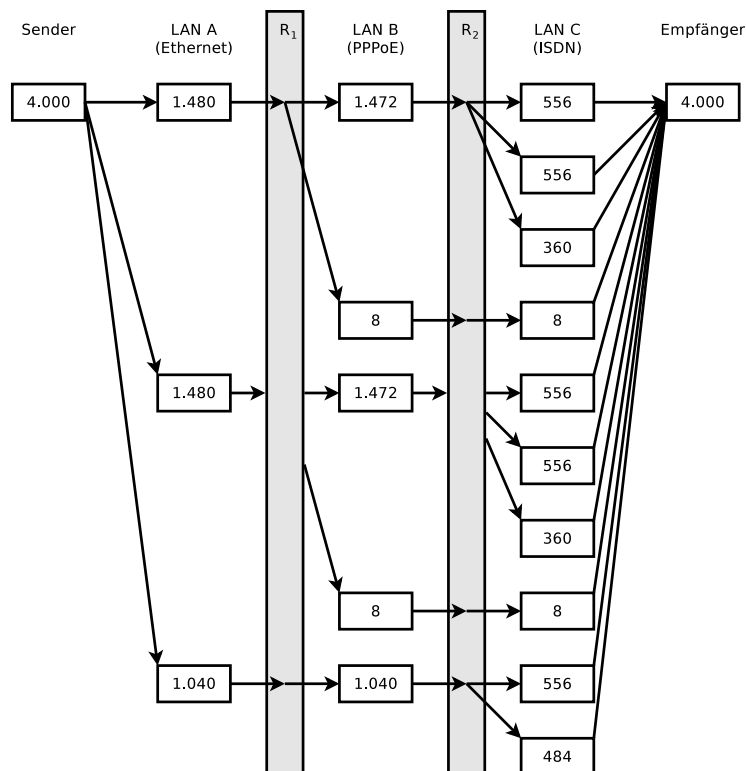 Sender
LAN A
(Ethernet)
R₁
LAN B
(PPPoE)
R₂
LAN C
(ISDN)
Empfänger
4.000
1.480
1.472
556
4.000
556
360
8
8
1.480
1.472
556
556
360
8
8
1.040
1.040
556
484